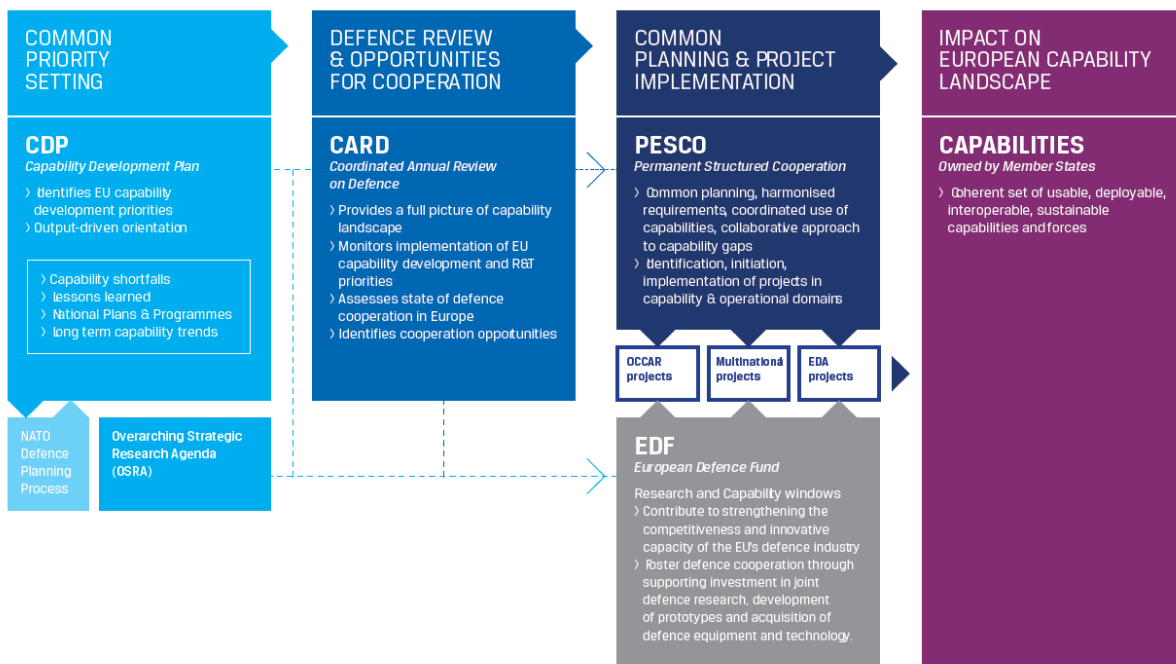 COMMON
PRIORITY
SETTING
DEFENCE REVIEW
& OPPORTUNITIES
FOR COOPERATION
COMMON
PLANNING & PROJECT
IMPLEMENTATION
IMPACT ON
EUROPEAN CAPABILITY
LANDSCAPE
CDP
Capability Development Plan
› Identifies EU capability
development priorities
› Output-driven orientation
› Capability shortfalls
› Lessons learned
› National Plans & Programmes
› Long term capability trends
NATO
Defence
Planning
Process
Overarching Strategic
Research Agenda
(OSRA)
CARD
Coordinated Annual Review
on Defence
› Provides a full picture of capability
landscape
› Monitors implementation of EU
capability development and R&T
priorities
› Assesses state of defence
cooperation in Europe
› Identifies cooperation opportunities
PESCO
Permanent Structured Cooperation
› Common planning, harmonised
requirements, coordinated use of
capabilities, collaborative approach
to capability gaps
› Identification, initiation,
implementation of projects in
capability & operational domains
OCCAR
projects
Multinational
projects
EDA
projects
EDF
European Defence Fund
Research and Capability windows
› Contribute to strengthening the
competitiveness and innovative
capacity of the EU's defence industry
› Foster defence cooperation through
supporting investment in joint
defence research, development
of prototypes and acquisition of
defence equipment and technology.
CAPABILITIES
Owned by Member States
› Coherent set of usable, deployable,
interoperable, sustainable
capabilities and forces